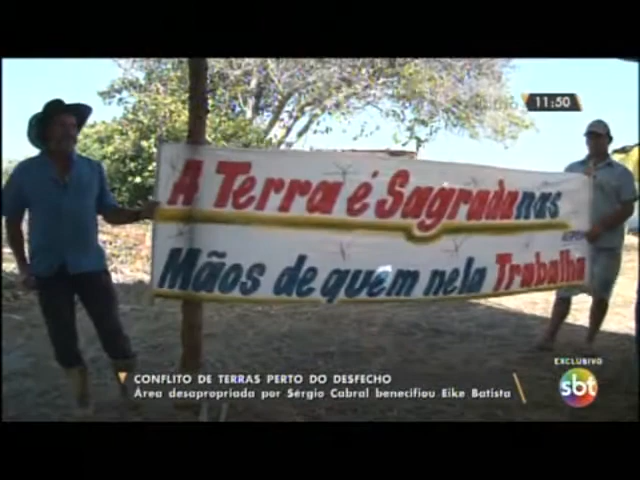 11:50
A Terra é Sagrada nas
Mãos de quem nela Trabalha
EXCLUSIVO
CONFLITO DE TERRAS PERTO DO DESFECHO
Área desapropriada por Sérgio Cabral benecifiou Eike Batista
sbt